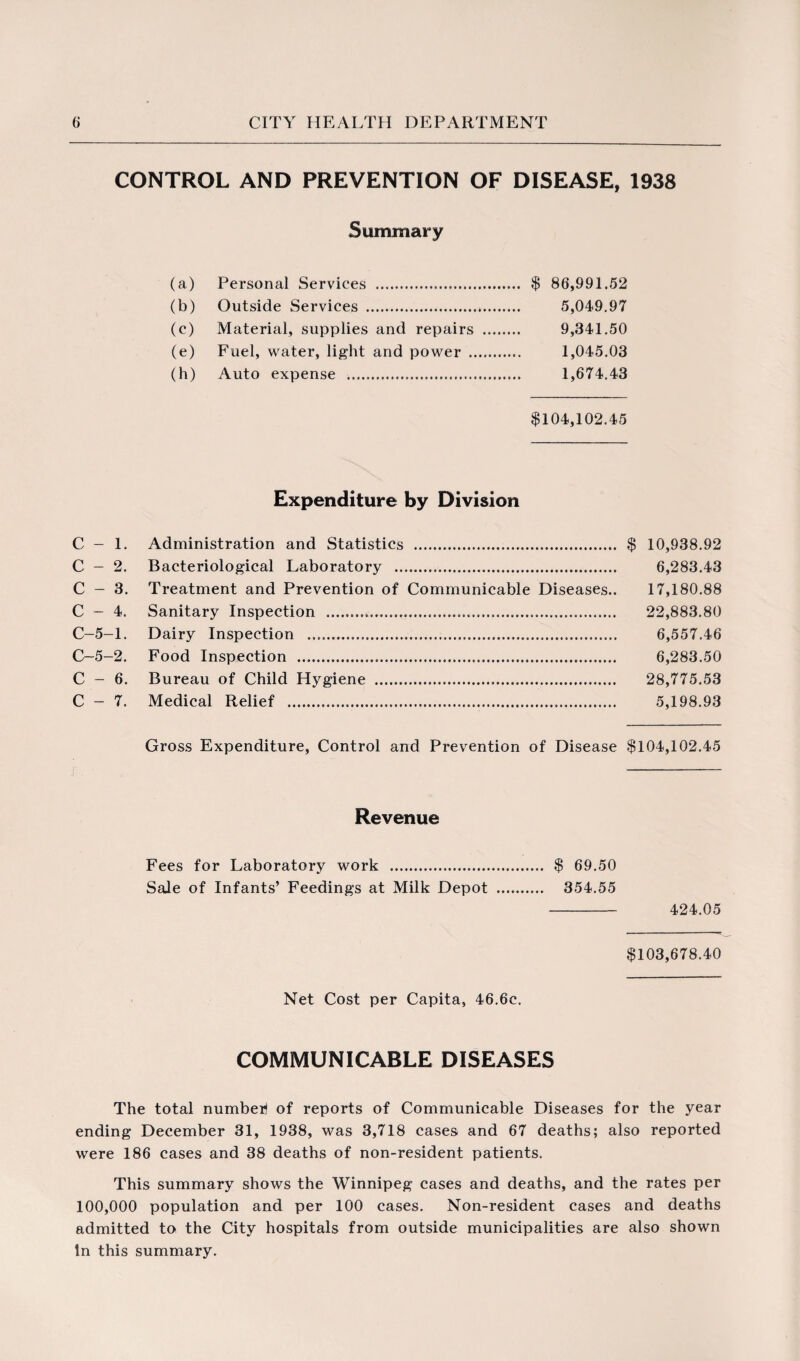 6 CITY HEALTH DEPARTMENT
CONTROL AND PREVENTION OF DISEASE, 1938
Summary
(a) Personal Services ................................ $ 86,991.52
(b) Outside Services ................................ 5,049.97
(c) Material, supplies and repairs ........ 9,341.50
(e) Fuel, water, light and power ........... 1,045.03
(h) Auto expense ................................ 1,674.43
$104,102.45
Expenditure by Division
C - 1. Administration and Statistics ................................ $ 10,938.92
C - 2. Bacteriological Laboratory ................................ 6,283.43
C - 3. Treatment and Prevention of Communicable Diseases.. 17,180.88
C - 4. Sanitary Inspection ................................ 22,883.80
C-5-1. Dairy Inspection ................................ 6,557.46
C-5-2. Food Inspection ................................ 6,283.50
C - 6. Bureau of Child Hygiene ................................ 28,775.53
C - 7. Medical Relief ................................ 5,198.93
Gross Expenditure, Control and Prevention of Disease $104,102.45
Revenue
Fees for Laboratory work ................................ $ 69.50
Sale of Infants' Feedings at Milk Depot .......... 354.55
424.05
$103,678.40
Net Cost per Capita, 46.6c.
COMMUNICABLE DISEASES
The total number of reports of Communicable Diseases for the year
ending December 31, 1938, was 3,718 cases and 67 deaths; also reported
were 186 cases and 38 deaths of non-resident patients.
This summary shows the Winnipeg cases and deaths, and the rates per
100,000 population and per 100 cases. Non-resident cases and deaths
admitted to the City hospitals from outside municipalities are also shown
in this summary.